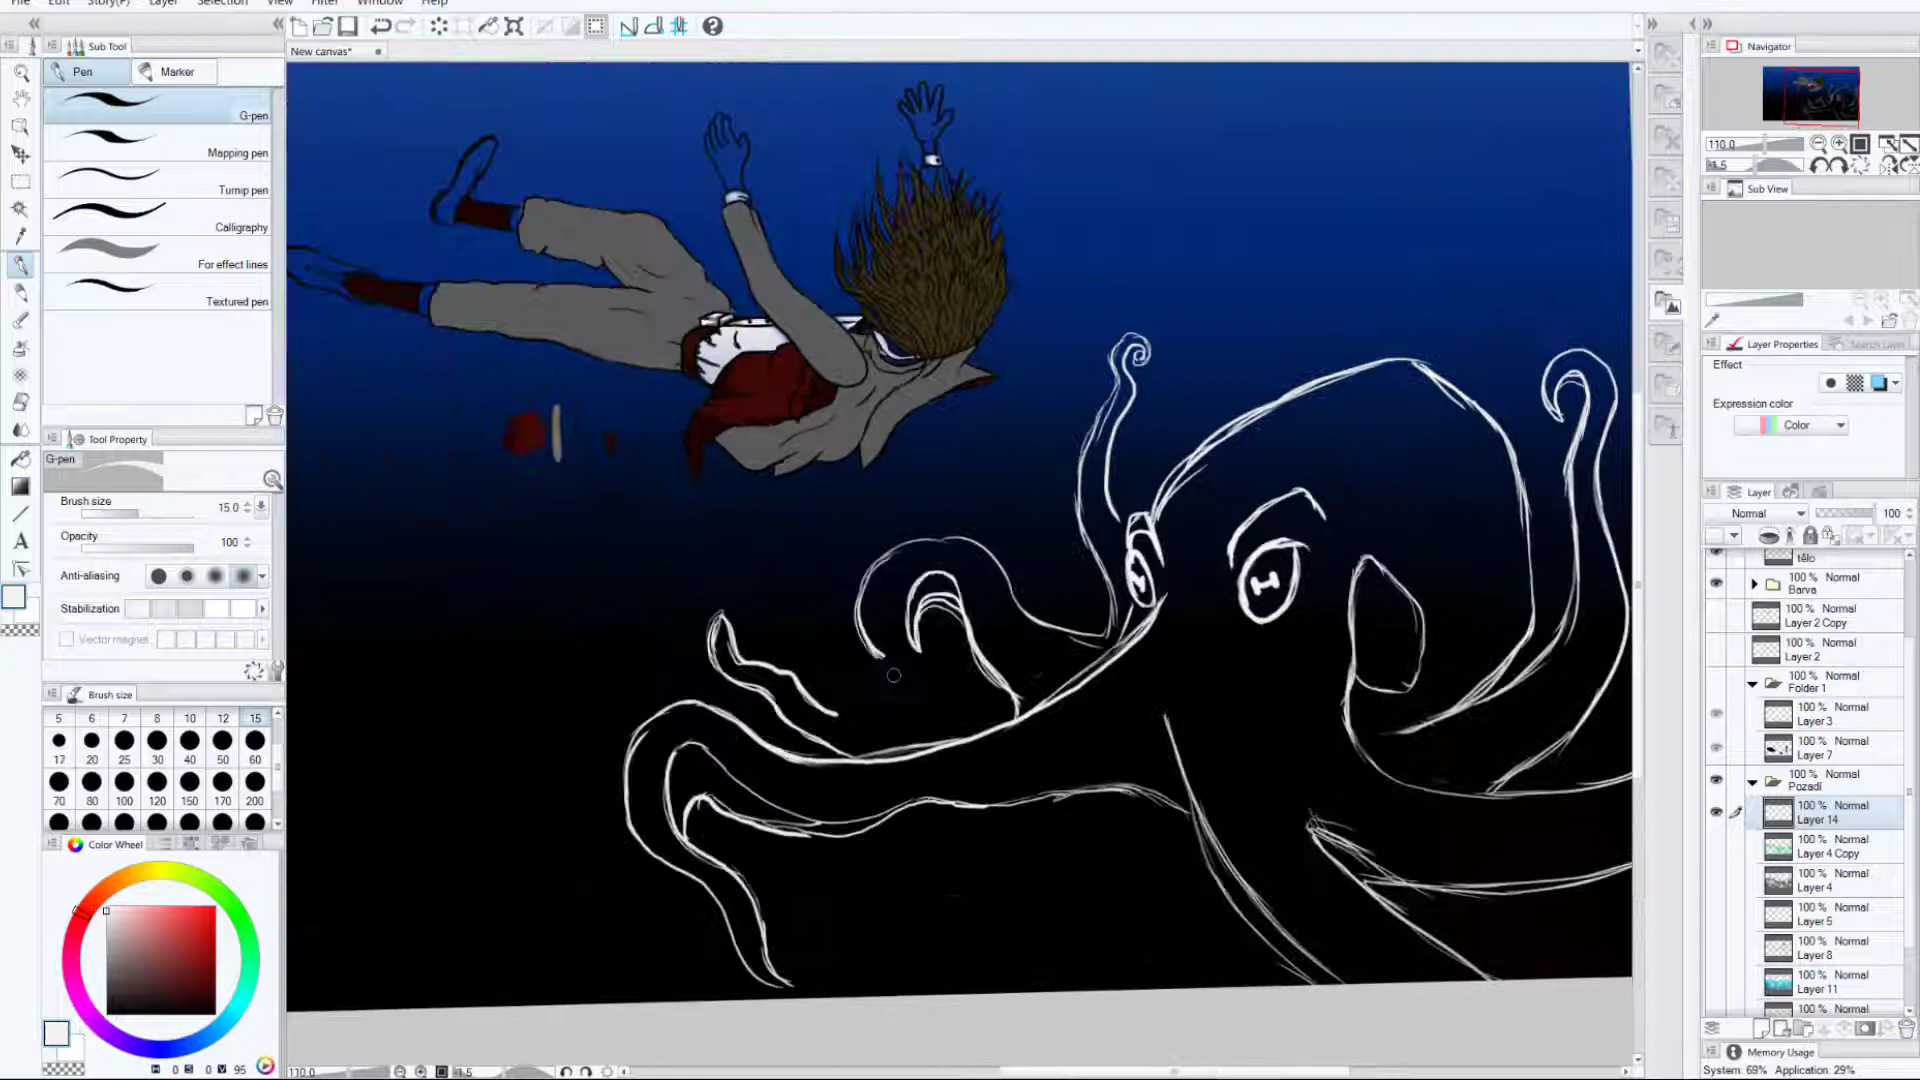 File Edit Story(P) Layer Selection View Filter Window Help
Sub Tool
New canvas*
Navigator
Pen
Marker
G-pen
Mapping pen
Turnip pen
Calligraphy
For effect lines
Textured pen
110.0
Sub View
Layer Properties
Search Layer
Effect
Expression color
Color
Tool Property
G-pen
Brush size
15.0
Opacity
100
Anti-aliasing
Stabilization
Vector magnet
Brush size
5 6 7 8 10 12 15
17 20 25 30 40 50 60
70 80 100 120 150 170 200
Color Wheel
H 0 S 0 V 95
Layer
Normal
100
tělo
100 % Normal
Barva
100 % Normal
Layer 2 Copy
100 % Normal
Layer 2
100 % Normal
Folder 1
100 % Normal
Layer 3
100 % Normal
Layer 7
100 % Normal
Pozadí
100 % Normal
Layer 14
100 % Normal
Layer 4 Copy
100 % Normal
Layer 4
100 % Normal
Layer 5
100 % Normal
Layer 8
100 % Normal
Layer 11
100 % Normal
Memory Usage
System: 69% Application: 29%
110.0